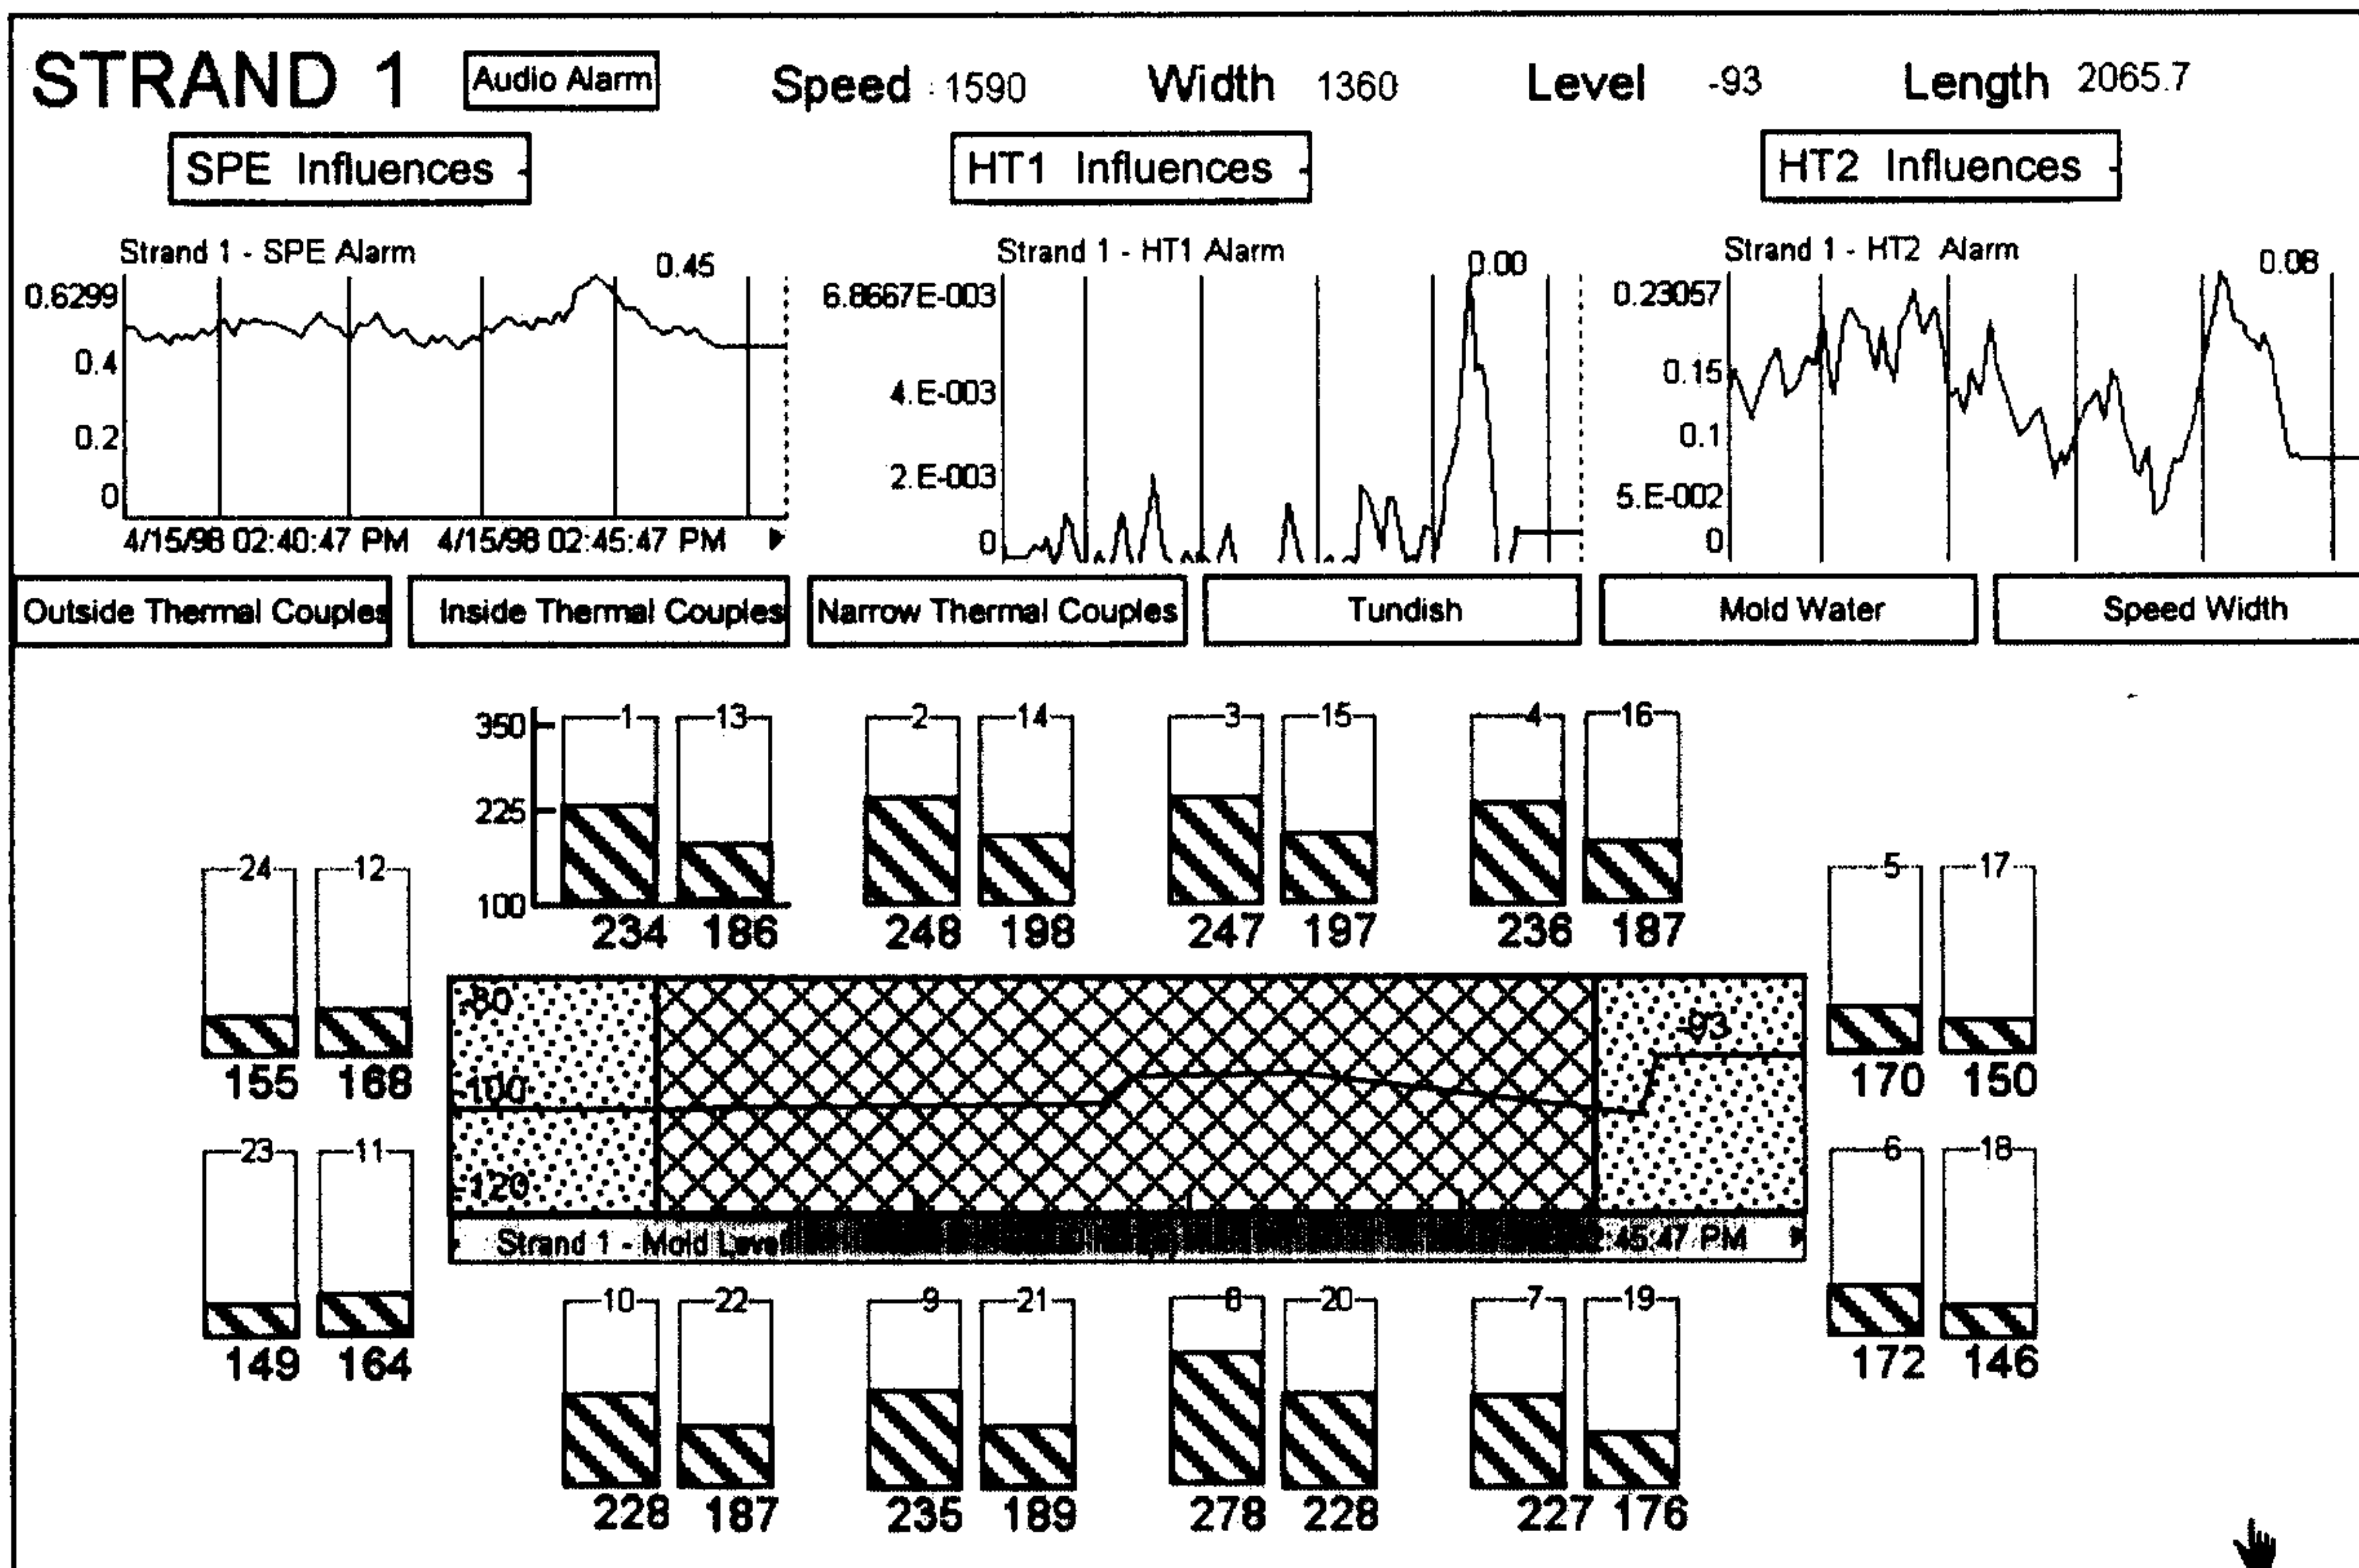 STRAND 1 Audio Alarm Speed 1590 Width 1360 Level -93 Length 2065.7
SPE Influences HT1 Influences HT2 Influences
Strand 1 - SPE Alarm 0.45
0.6299
0.4
0.2
0
4/15/98 02:40:47 PM 4/15/98 02:45:47 PM
Strand 1 - HT1 Alarm 0.00
6.8667E-003
4.E-003
2.E-003
0
Strand 1 - HT2 Alarm 0.08
0.23057
0.15
0.1
5.E-002
0
Outside Thermal Couples Inside Thermal Couples Narrow Thermal Couples Tundish Mold Water Speed Width
350
225
100
1 13 2 14 3 15 4 16
234 186 248 198 247 197 236 187
24 12 5 17
155 168 170 150
-80
-93
-100
-120
23 11 6 18
149 164 172 146
Strand 1 - Mold Level :45:47 PM
10 22 9 21 8 20 7 19
228 187 235 189 278 228 227 176